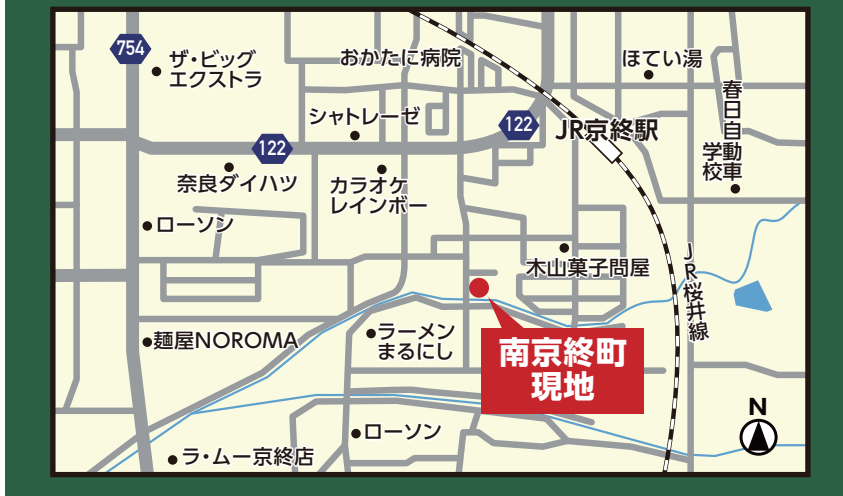 754
ザ・ビッグ
エクストラ
おかたに病院
ほてい湯
シャトレーゼ
122
JR京終駅
春日自動車
学校
122
奈良ダイハツ
カラオケ
レインボー
ローソン
木山菓子問屋
JR桜井線
麺屋NOROMA
ラーメン
まるにし
南京終町
現地
N
ローソン
ラ・ムー京終店